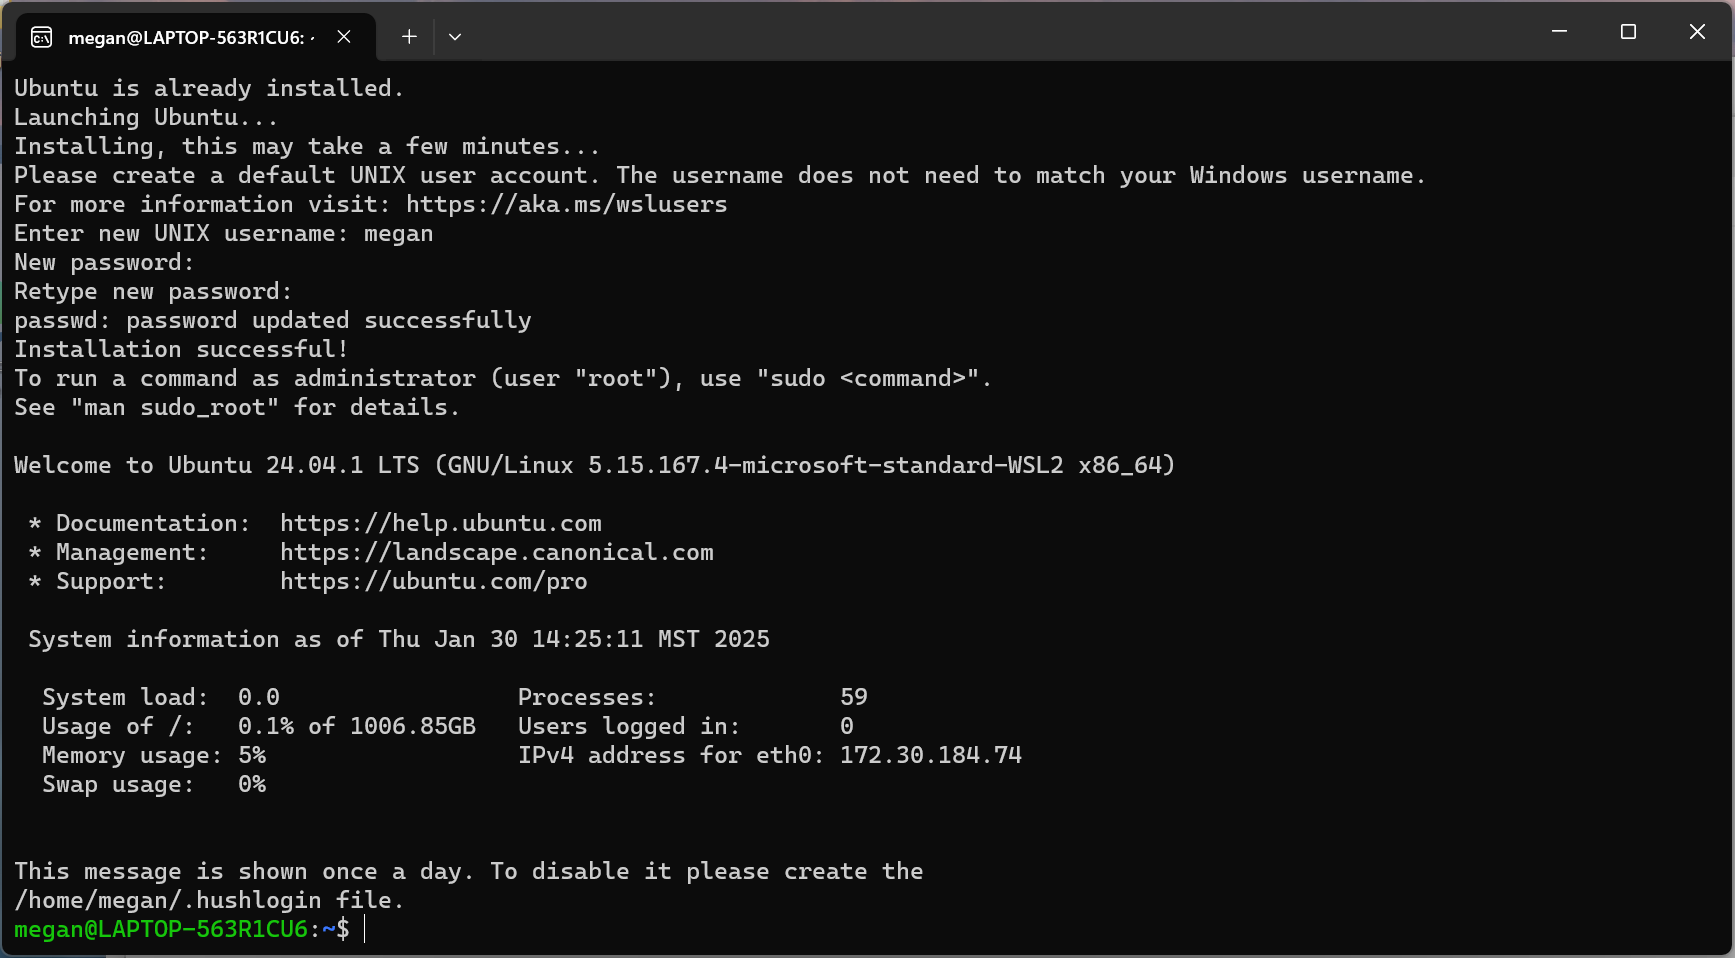 megan@LAPTOP-563R1CU6:
Ubuntu is already installed.
Launching Ubuntu...
Installing, this may take a few minutes...
Please create a default UNIX user account. The username does not need to match your Windows username.
For more information visit: https://aka.ms/wslusers
Enter new UNIX username: megan
New password:
Retype new password:
passwd: password updated successfully
Installation successful!
To run a command as administrator (user "root"), use "sudo <command>".
See "man sudo_root" for details.

Welcome to Ubuntu 24.04.1 LTS (GNU/Linux 5.15.167.4-microsoft-standard-WSL2 x86_64)

 * Documentation:  https://help.ubuntu.com
 * Management:     https://landscape.canonical.com
 * Support:        https://ubuntu.com/pro

 System information as of Thu Jan 30 14:25:11 MST 2025

  System load:  0.0                 Processes:             59
  Usage of /:   0.1% of 1006.85GB   Users logged in:       0
  Memory usage: 5%                  IPv4 address for eth0: 172.30.184.74
  Swap usage:   0%

This message is shown once a day. To disable it please create the
/home/megan/.hushlogin file.
megan@LAPTOP-563R1CU6:~$